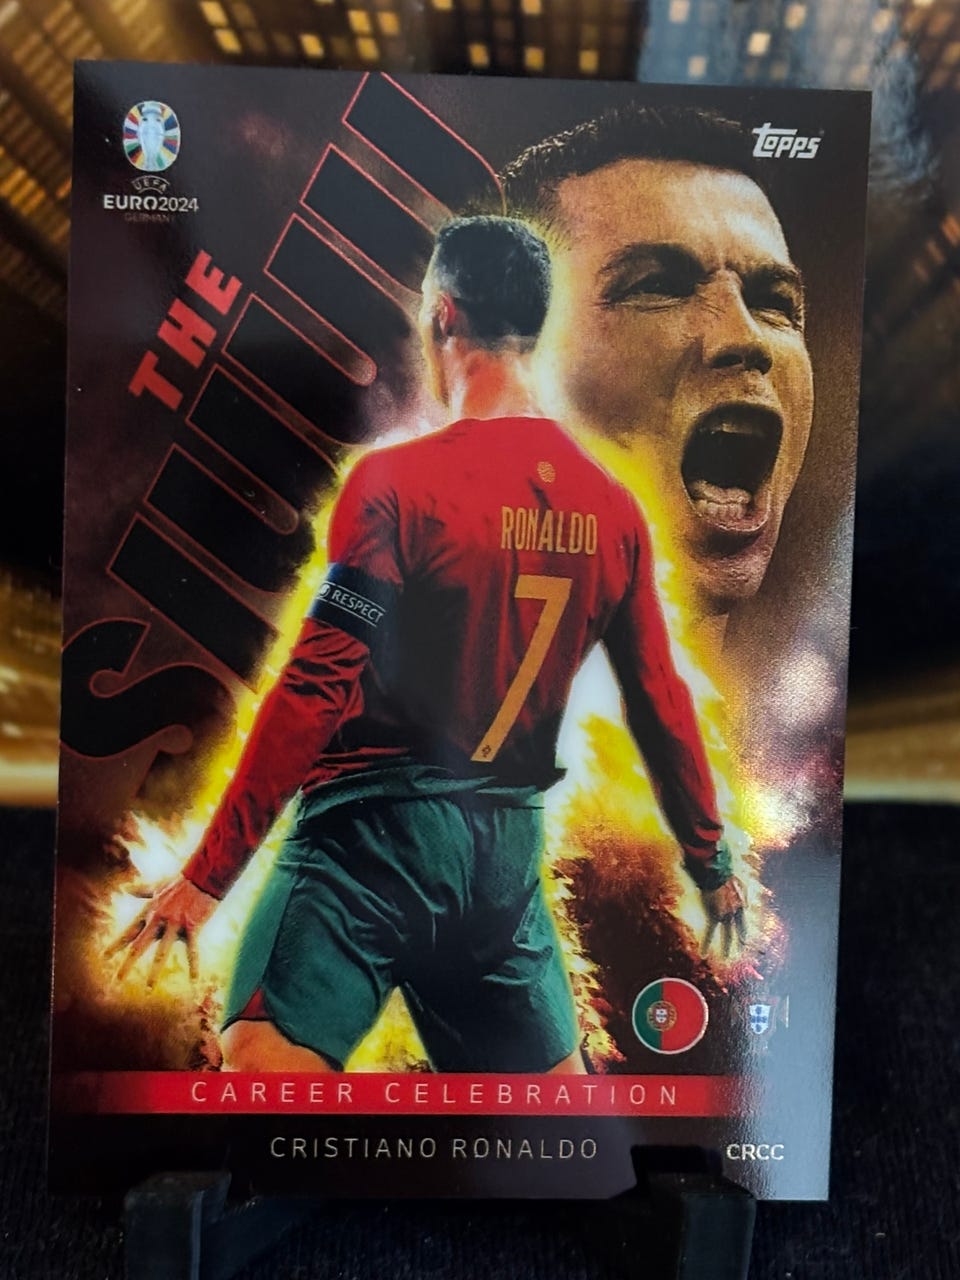 UEFA
EURO2024
GERMANY
topps
THE
SIUUU
RONALDO
7
RESPECT
CAREER CELEBRATION
CRISTIANO RONALDO
CRCC